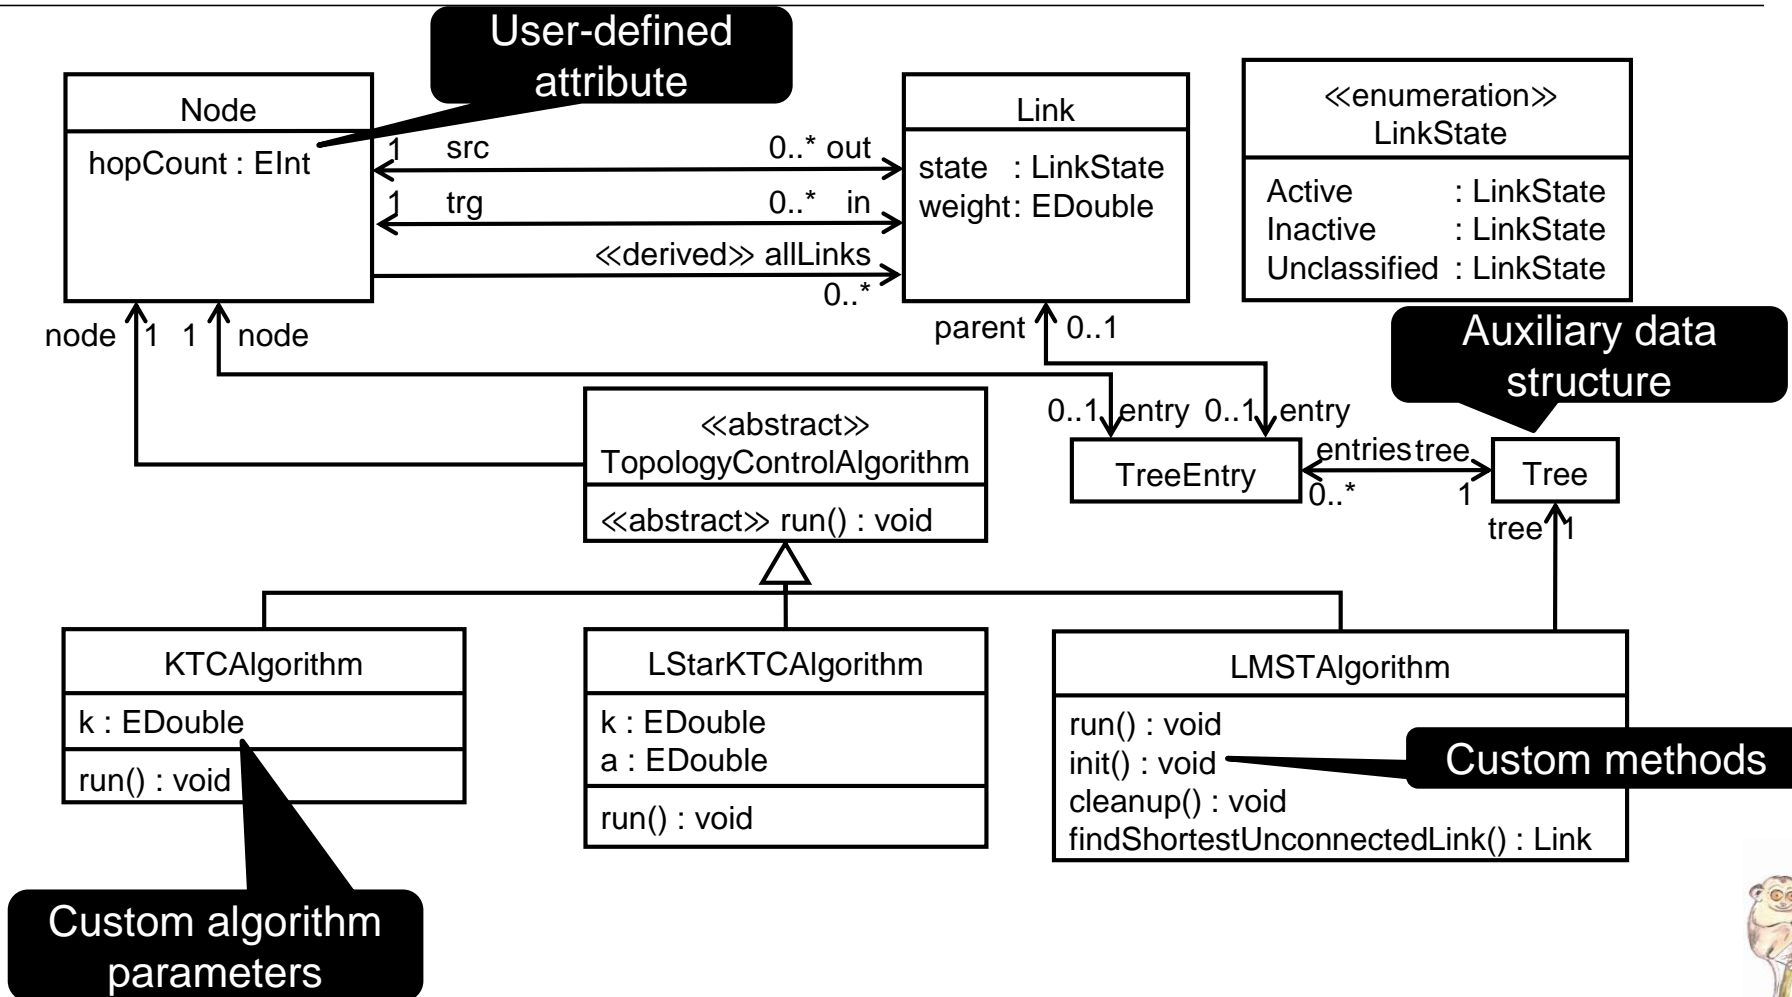 User-defined
attribute
Node
hopCount : EInt
1 src 0..* out
1 trg 0..* in
≪derived≫ allLinks
0..*
Link
state : LinkState
weight: EDouble
≪enumeration≫
LinkState
Active : LinkState
Inactive : LinkState
Unclassified : LinkState
node 1 1 node
parent 0..1
Auxiliary data
structure
≪abstract≫
TopologyControlAlgorithm
≪abstract≫ run() : void
0..1 entry 0..1 entry
TreeEntry
entries tree
0..* 1
Tree
tree 1
KTCAlgorithm
k : EDouble
run() : void
LStarKTCAlgorithm
k : EDouble
a : EDouble
run() : void
LMSTAlgorithm
run() : void
init() : void
cleanup() : void
findShortestUnconnectedLink() : Link
Custom methods
Custom algorithm
parameters